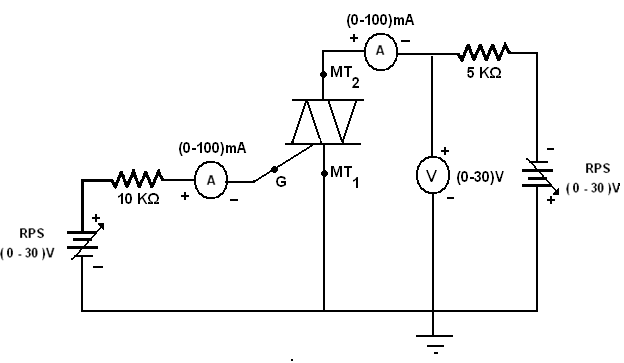 (0-100)mA
+
−
A
MT2
5 KΩ
MT1
(0-100)mA
+
−
A
G
10 KΩ
+
RPS
(0 - 30)V
−
+
V
(0-30)V
−
−
RPS
(0 - 30)V
+